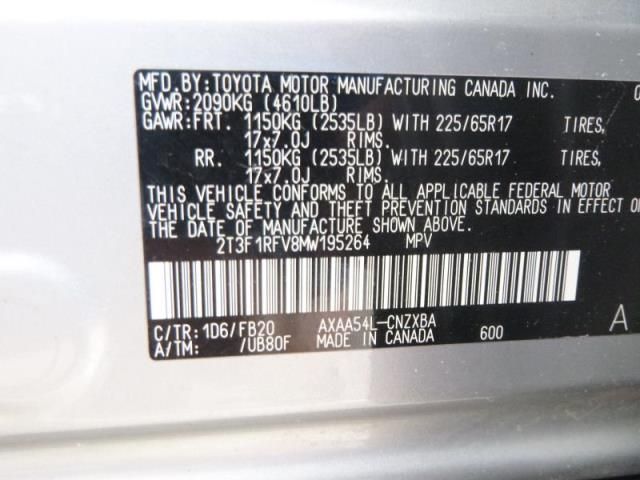 MFD.BY:TOYOTA MOTOR MANUFACTURING CANADA INC.
GVWR:2090KG (4610LB)
GAWR:FRT. 1150KG (2535LB) WITH 225/65R17 TIRES,
17x7.0J RIMS.
RR. 1150KG (2535LB) WITH 225/65R17 TIRES,
17x7.0J RIMS.
THIS VEHICLE CONFORMS TO ALL APPLICABLE FEDERAL MOTOR
VEHICLE SAFETY AND THEFT PREVENTION STANDARDS IN EFFECT O
THE DATE OF MANUFACTURE SHOWN ABOVE.
2T3F1RFV8MW195264 MPV
C/TR:1D6/FB20 AXAA54L-CNZXBA A
A/TM: /UB80F MADE IN CANADA 600